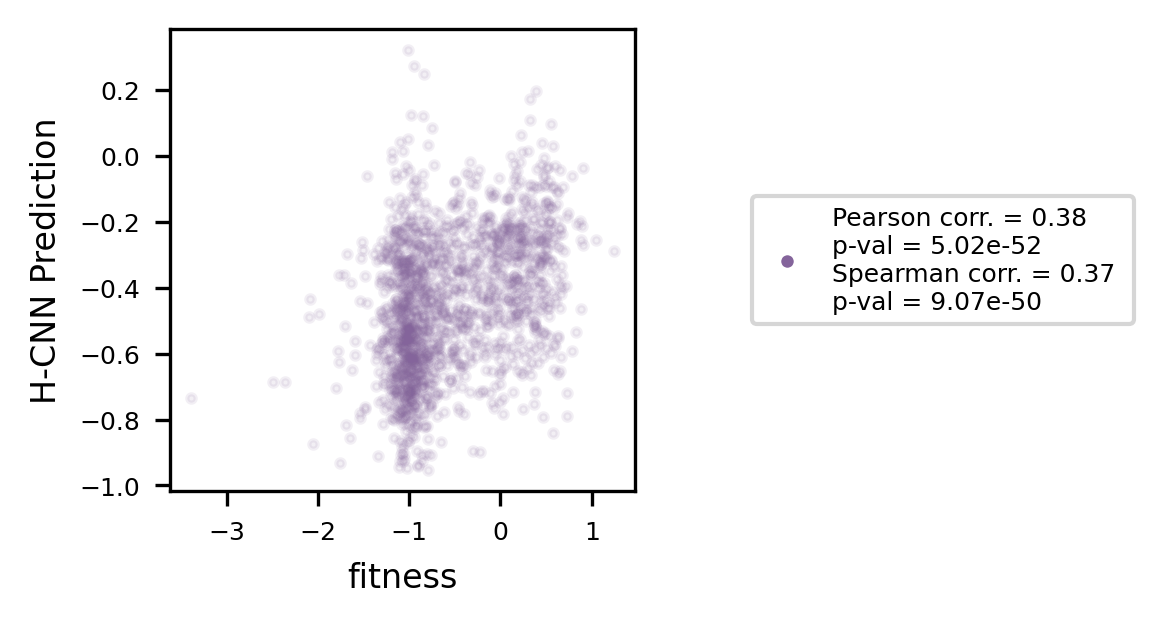 H-CNN Prediction
0.2
0.0
−0.2
−0.4
−0.6
−0.8
−1.0
−3
−2
−1
0
1
fitness
Pearson corr. = 0.38
p-val = 5.02e-52
Spearman corr. = 0.37
p-val = 9.07e-50